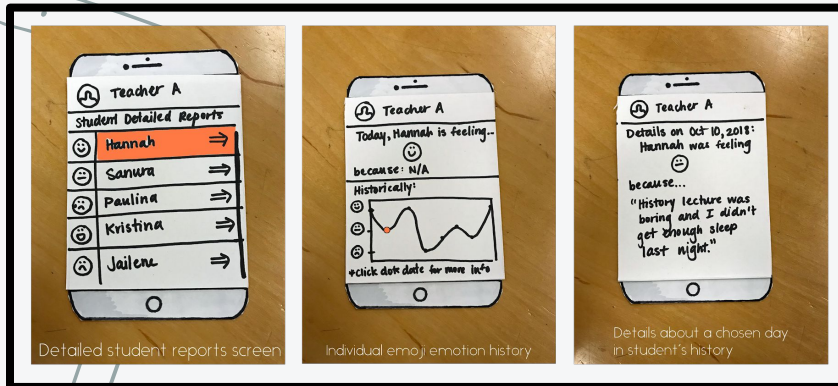 Teacher A
Student Detailed Reports
Hannah ⇒
Sanura ⇒
Paulina ⇒
Kristina ⇒
Jailene ⇒
Detailed student reports screen
Teacher A
Today, Hannah is feeling...
because: N/A
Historically:
*Click dot date for more info
Individual emoji emotion history
Teacher A
Details on Oct 10, 2018:
Hannah was feeling
because...
"History lecture was
boring and I didn't
get enough sleep
last night."
Details about a chosen day
in student's history